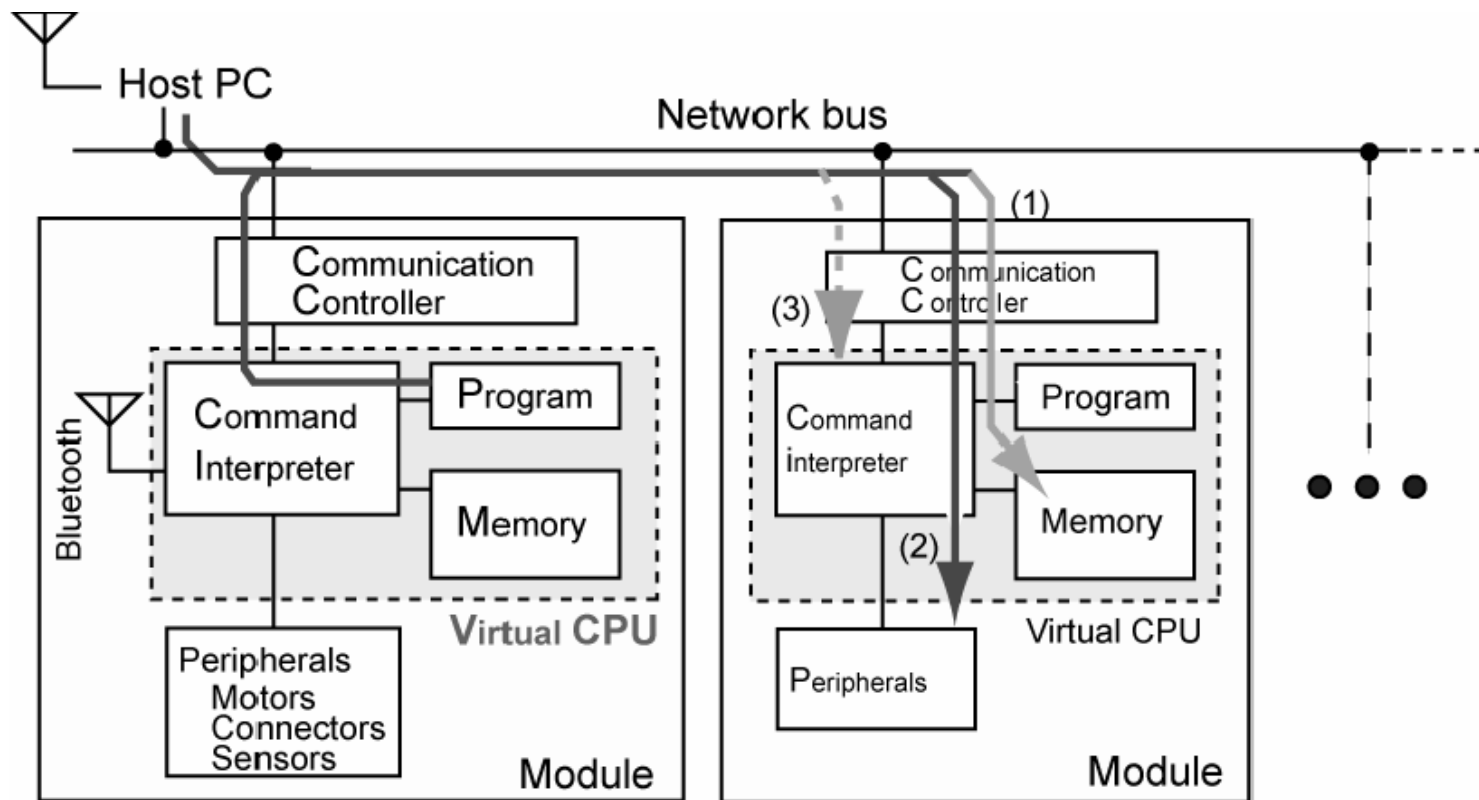 Host PC
Network bus
(1)
Communication
Controller
Program
Command
Interpreter
Memory
Bluetooth
Virtual CPU
Peripherals
Motors
Connectors
Sensors
Module
Communication
Controller
(3)
Program
Command
interpreter
Memory
(2)
Virtual CPU
Peripherals
Module